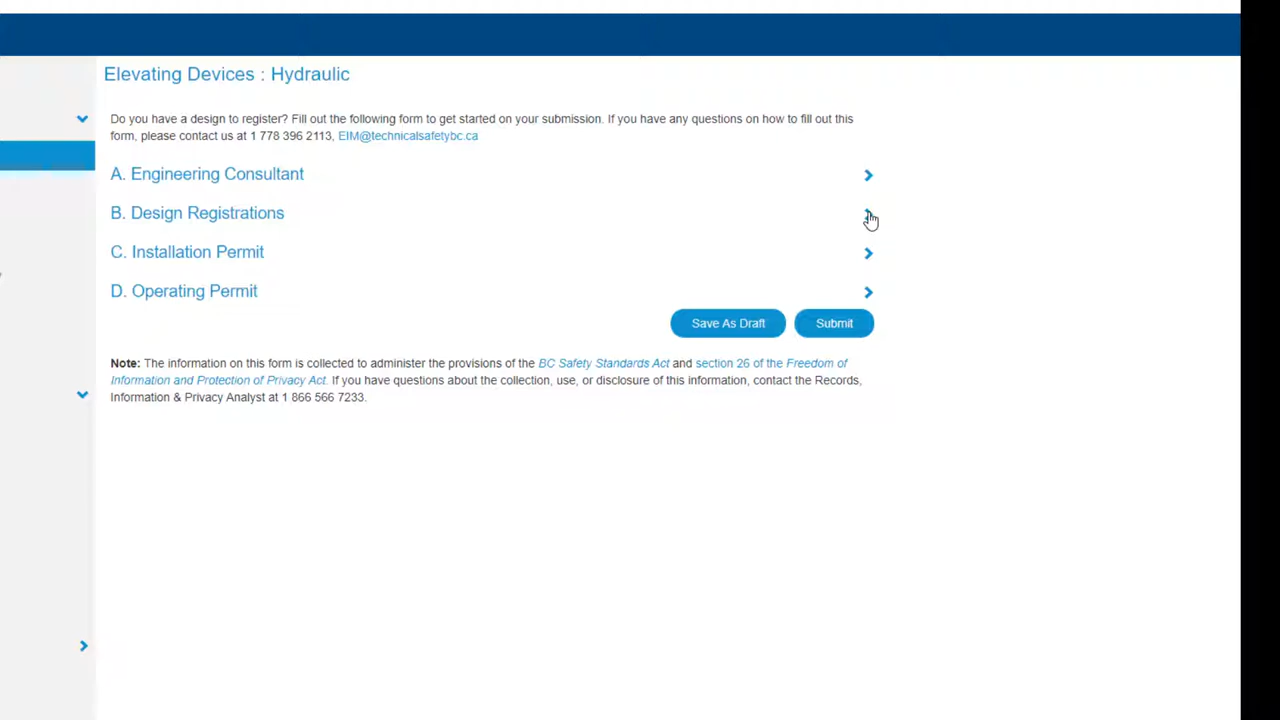 Elevating Devices : Hydraulic
Do you have a design to register? Fill out the following form to get started on your submission. If you have any questions on how to fill out this
form, please contact us at 1 778 396 2113, EIM@technicalsafetybc.ca
A. Engineering Consultant
B. Design Registrations
C. Installation Permit
D. Operating Permit
Save As Draft Submit
Note: The information on this form is collected to administer the provisions of the BC Safety Standards Act and section 26 of the Freedom of
Information and Protection of Privacy Act. If you have questions about the collection, use, or disclosure of this information, contact the Records,
Information & Privacy Analyst at 1 866 566 7233.